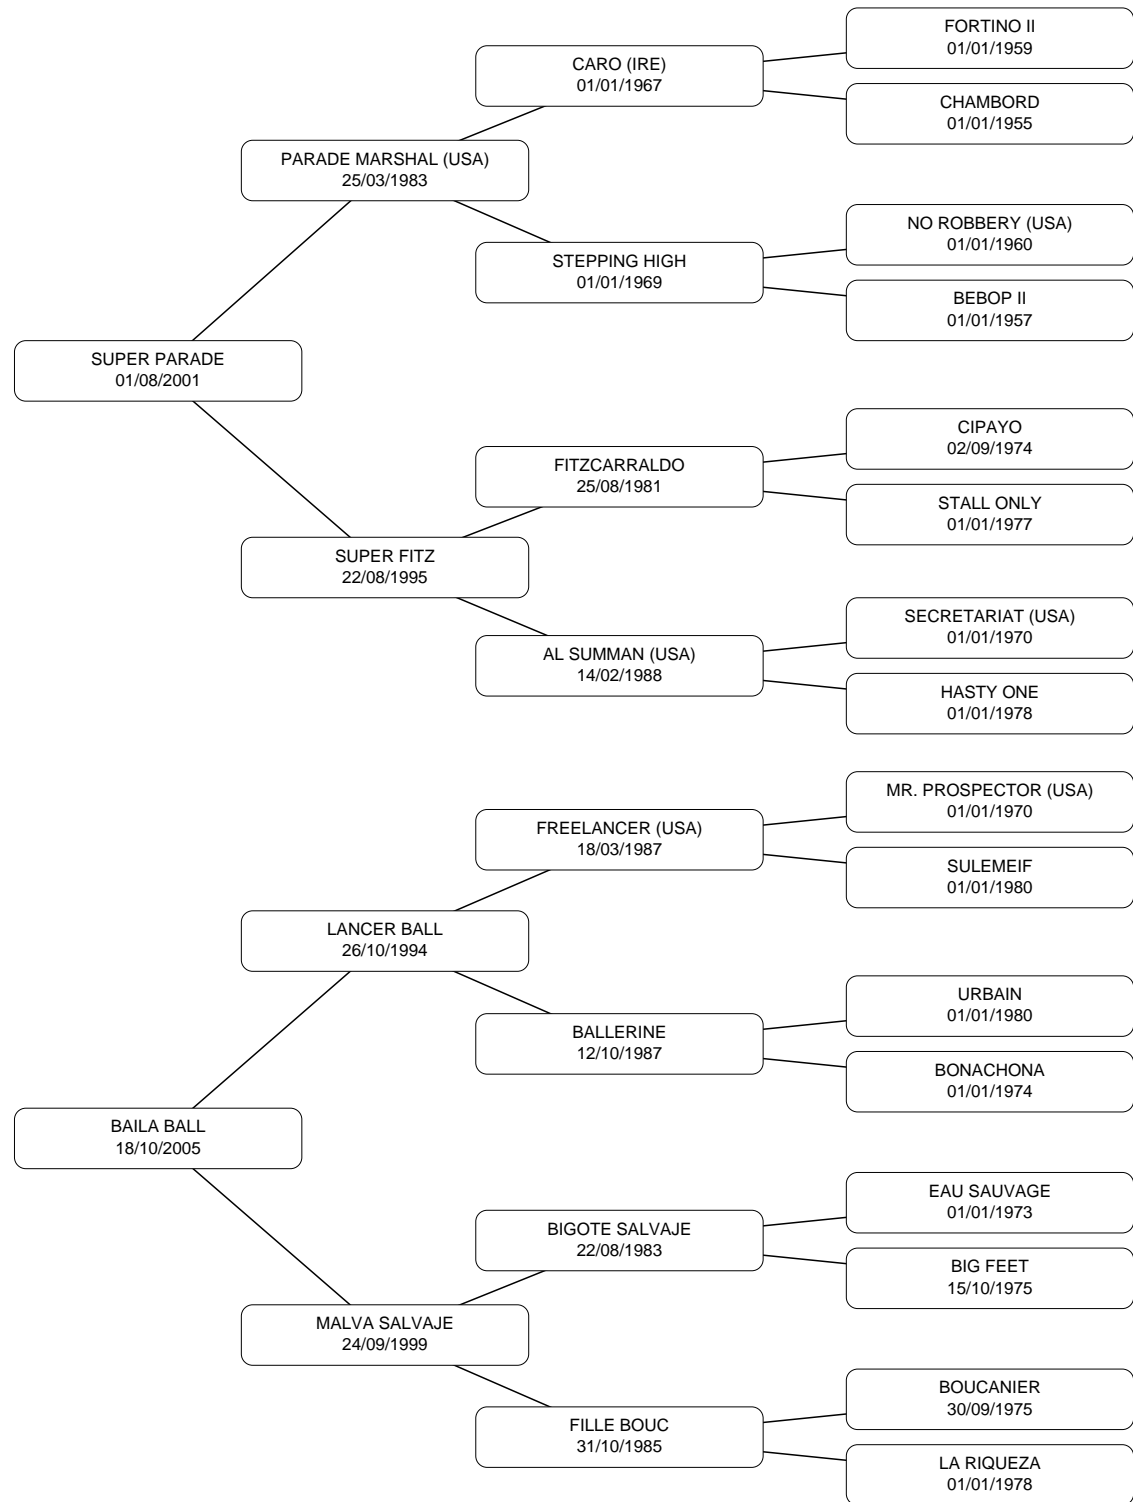 FORTINO II
01/01/1959
CARO (IRE)
01/01/1967
CHAMBORD
01/01/1955
PARADE MARSHAL (USA)
25/03/1983
NO ROBBERY (USA)
01/01/1960
STEPPING HIGH
01/01/1969
BEBOP II
01/01/1957
SUPER PARADE
01/08/2001
CIPAYO
02/09/1974
FITZCARRALDO
25/08/1981
STALL ONLY
01/01/1977
SUPER FITZ
22/08/1995
SECRETARIAT (USA)
01/01/1970
AL SUMMAN (USA)
14/02/1988
HASTY ONE
01/01/1978
MR. PROSPECTOR (USA)
01/01/1970
FREELANCER (USA)
18/03/1987
SULEMEIF
01/01/1980
LANCER BALL
26/10/1994
URBAIN
01/01/1980
BALLERINE
12/10/1987
BONACHONA
01/01/1974
BAILA BALL
18/10/2005
EAU SAUVAGE
01/01/1973
BIGOTE SALVAJE
22/08/1983
BIG FEET
15/10/1975
MALVA SALVAJE
24/09/1999
BOUCANIER
30/09/1975
FILLE BOUC
31/10/1985
LA RIQUEZA
01/01/1978